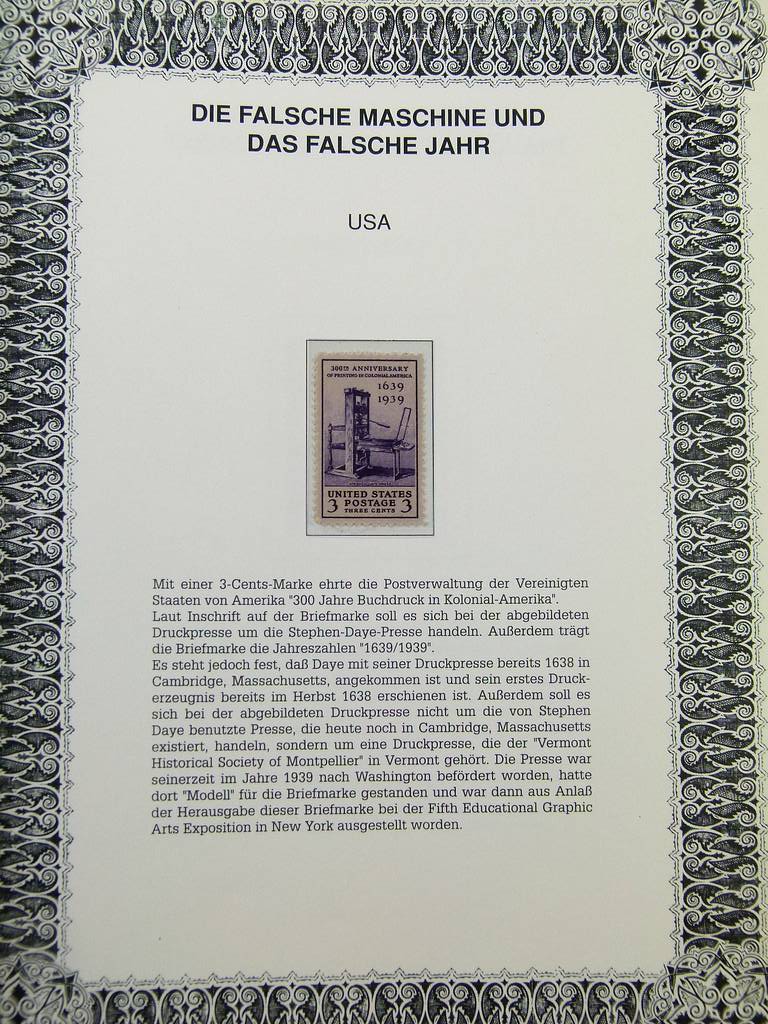 DIE FALSCHE MASCHINE UND
DAS FALSCHE JAHR
USA
300TH ANNIVERSARY
OF PRINTING IN COLONIAL AMERICA
1639
1939
UNITED STATES
3 POSTAGE 3
THREE CENTS
Mit einer 3-Cents-Marke ehrte die Postverwaltung der Vereinigten
Staaten von Amerika "300 Jahre Buchdruck in Kolonial-Amerika".
Laut Inschrift auf der Briefmarke soll es sich bei der abgebildeten
Druckpresse um die Stephen-Daye-Presse handeln. Außerdem trägt
die Briefmarke die Jahreszahlen "1639/1939".
Es steht jedoch fest, daß Daye mit seiner Druckpresse bereits 1638 in
Cambridge, Massachusetts, angekommen ist und sein erstes Druck-
erzeugnis bereits im Herbst 1638 erschienen ist. Außerdem soll es
sich bei der abgebildeten Druckpresse nicht um die von Stephen
Daye benutzte Presse, die heute noch in Cambridge, Massachusetts
existiert, handeln, sondern um eine Druckpresse, die der "Vermont
Historical Society of Montpellier" in Vermont gehört. Die Presse war
seinerzeit im Jahre 1939 nach Washington befördert worden, hatte
dort "Modell" für die Briefmarke gestanden und war dann aus Anlaß
der Herausgabe dieser Briefmarke bei der Fifth Educational Graphic
Arts Exposition in New York ausgestellt worden.